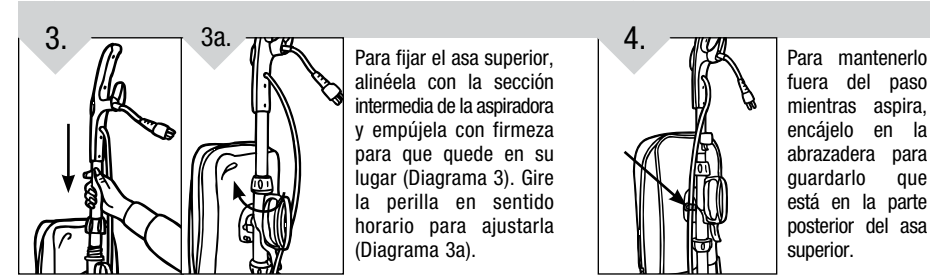 3.
3a.
Para fijar el asa superior,
alinéela con la sección
intermedia de la aspiradora
y empújela con firmeza
para que quede en su
lugar (Diagrama 3). Gire
la perilla en sentido
horario para ajustarla
(Diagrama 3a).
4.
Para mantenerlo
fuera del paso
mientras aspira,
encájelo en la
abrazadera para
guardarlo que
está en la parte
posterior del asa
superior.